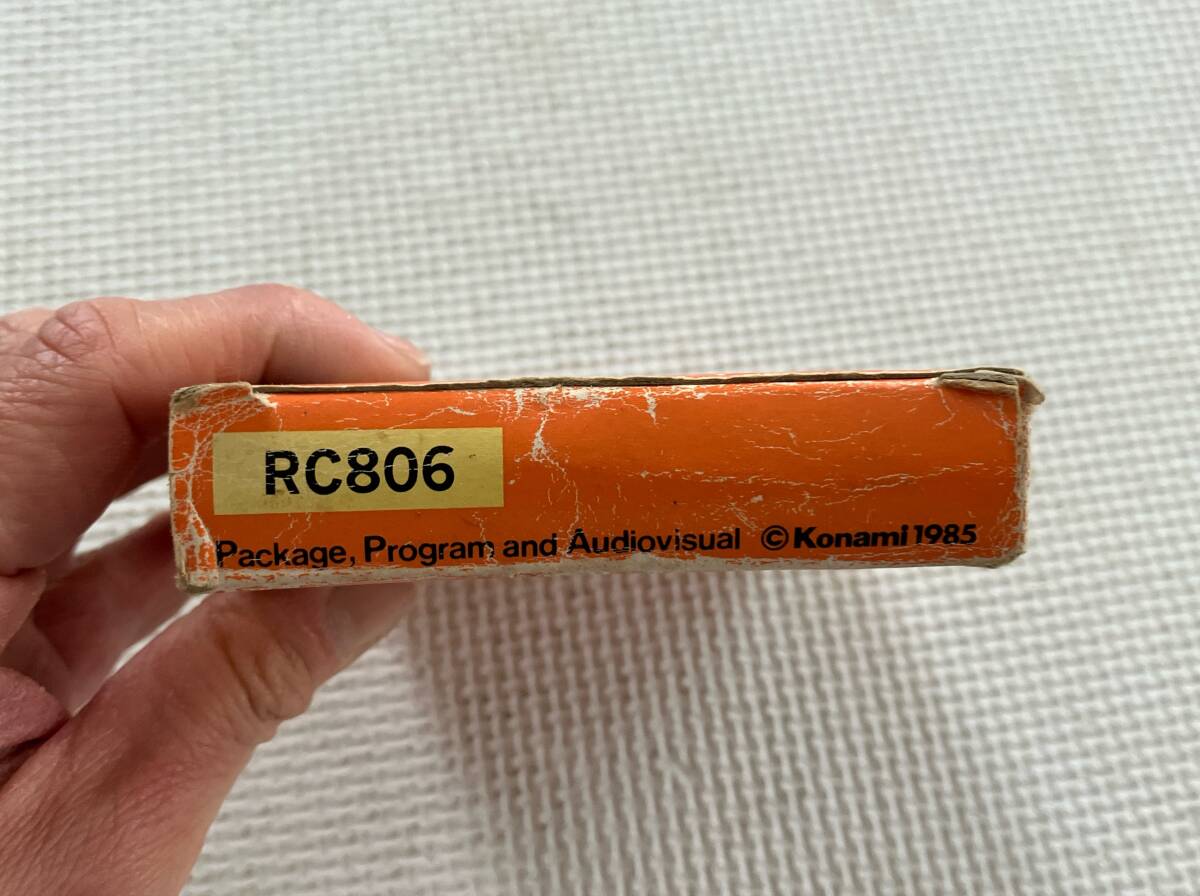 RC806
Package, Program and Audiovisual © Konami 1985